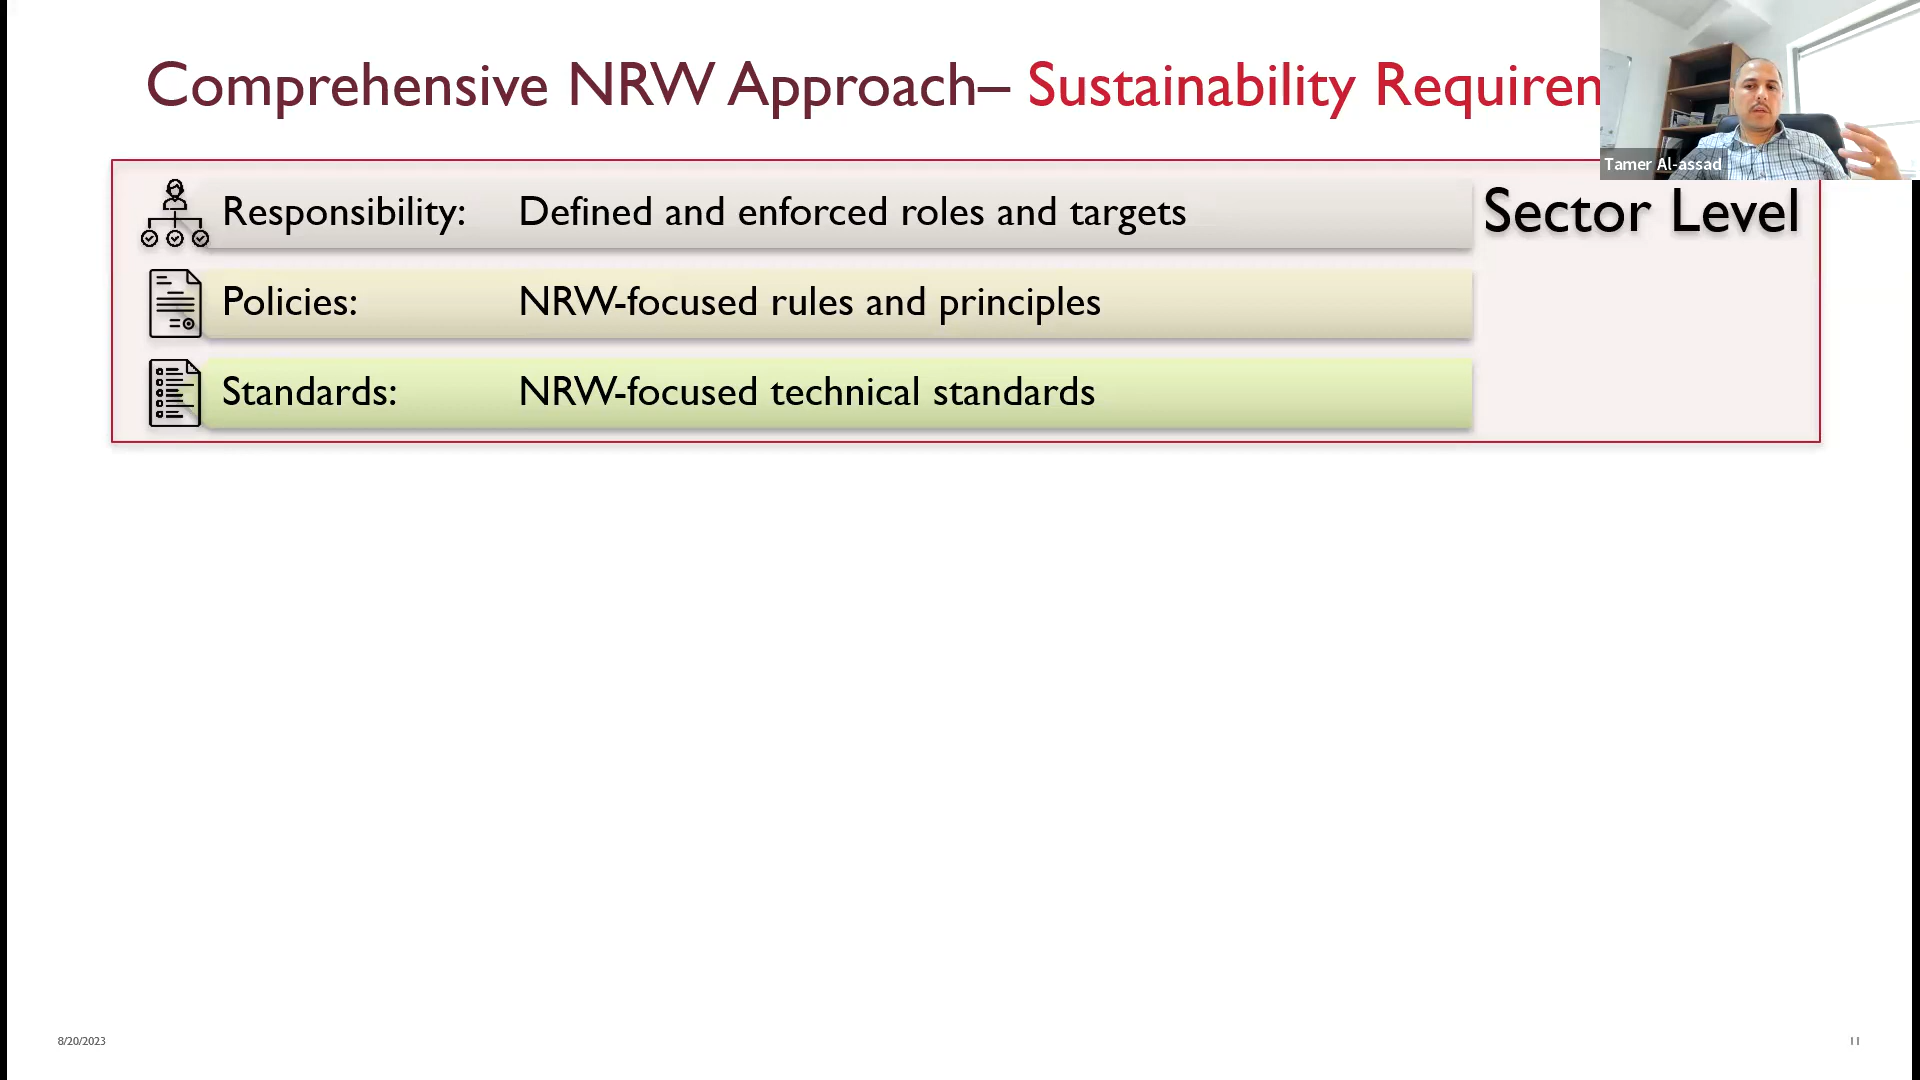 Comprehensive NRW Approach– Sustainability Requirem
Tamer Al-assad
Responsibility: Defined and enforced roles and targets
Sector Level
Policies: NRW-focused rules and principles
Standards: NRW-focused technical standards
8/20/2023
11